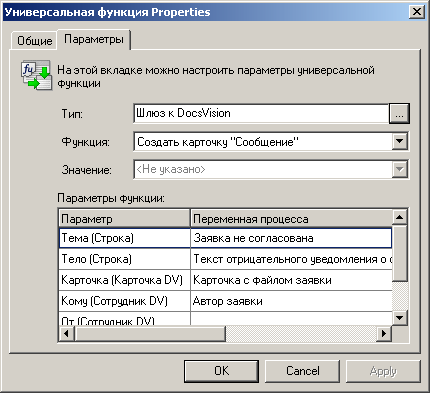 Универсальная функция Properties
Общие
Параметры
На этой вкладке можно настроить параметры универсальной
функции
Тип:
Шлюз к DocsVision
...
Функция:
Создать карточку "Сообщение"
Значение:
<Не указано>
Параметры функции:
Параметр Переменная процесса
Тема (Строка) Заявка не согласована
Тело (Строка) Текст отрицательного уведомления о с
Карточка (Карточка DV) Карточка с файлом заявки
Кому (Сотрудник DV) Автор заявки
От (Сотрудник DV)
OK Cancel Apply